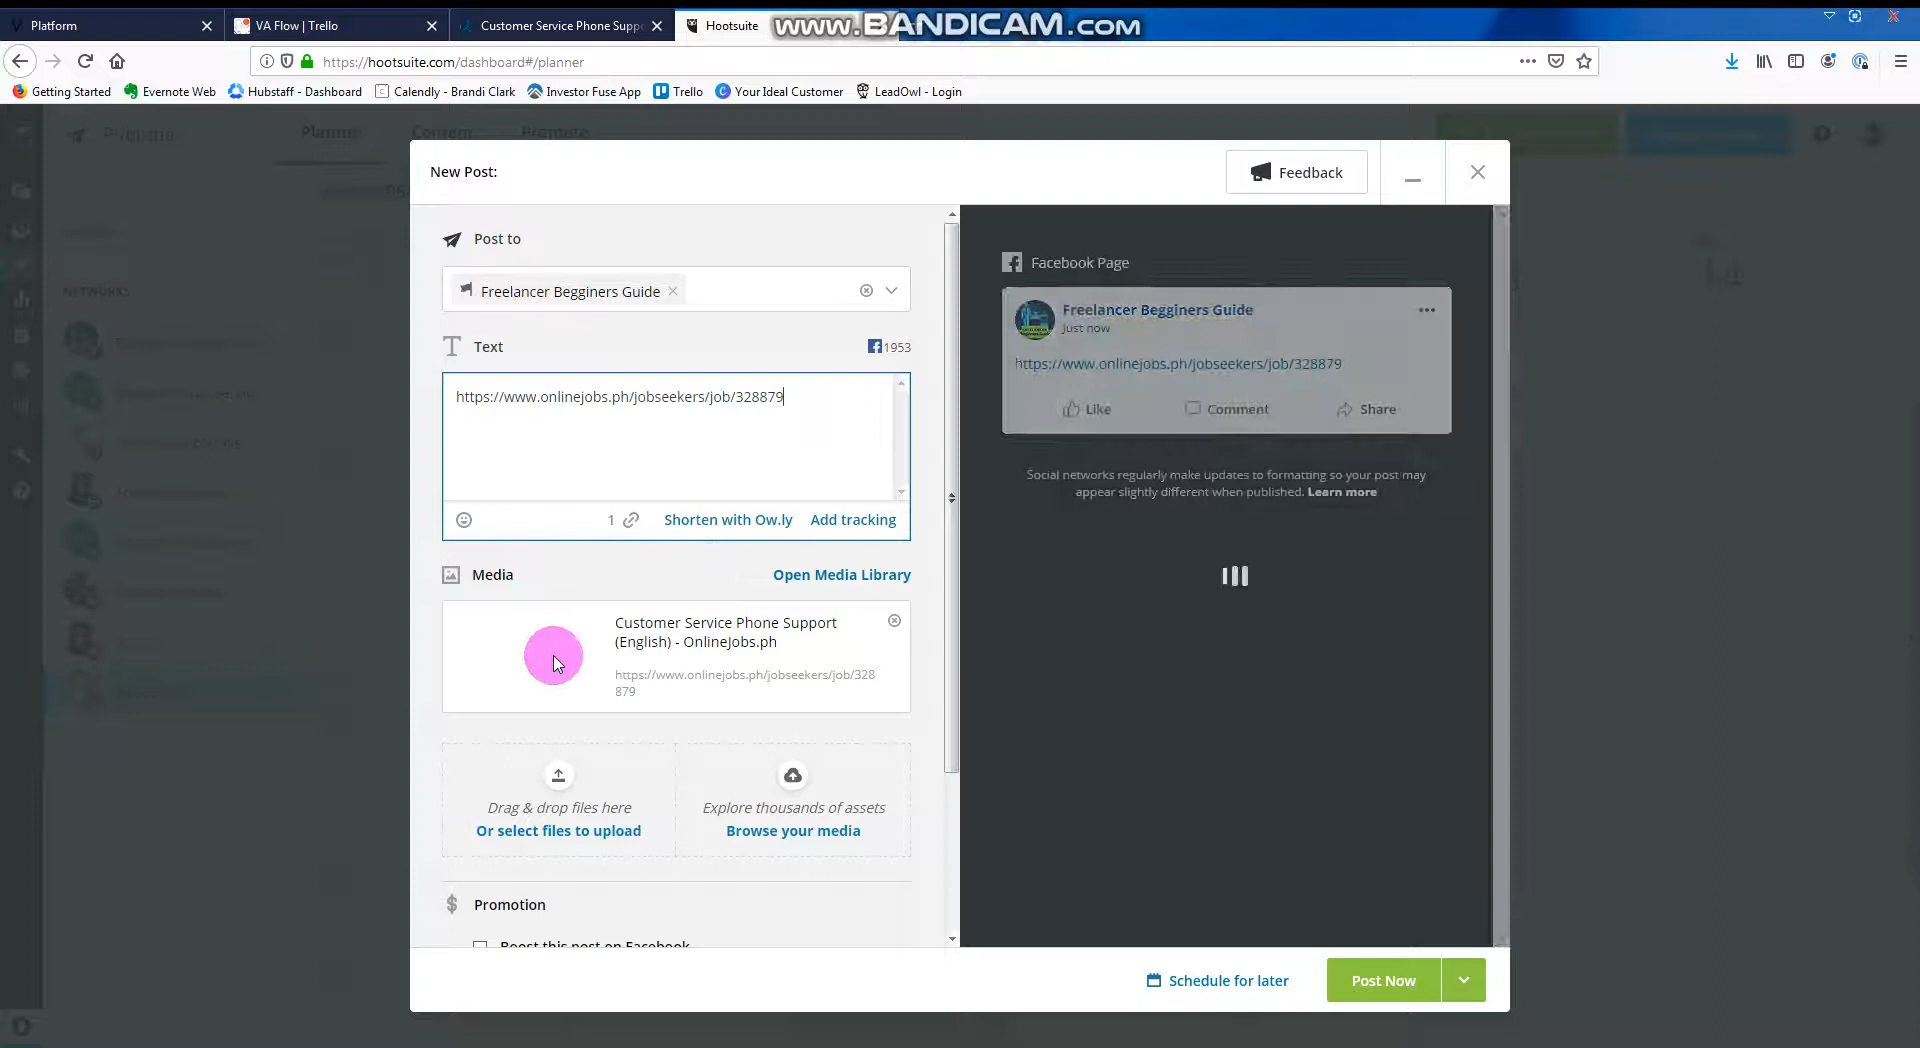 Platform
VA Flow | Trello
Customer Service Phone Suppo
Hootsuite
WWW.BANDICAM.COM
https://hootsuite.com/dashboard#/planner
Getting Started
Evernote Web
Hubstaff - Dashboard
Calendly - Brandi Clark
Investor Fuse App
Trello
Your Ideal Customer
LeadOwl - Login
Publisher
Planner
Content
Promote
New Post:
Feedback
Post to
Freelancer Begginers Guide
Text
1953
https://www.onlinejobs.ph/jobseekers/job/328879
1
Shorten with Ow.ly
Add tracking
Media
Open Media Library
Customer Service Phone Support
(English) - OnlineJobs.ph
https://www.onlinejobs.ph/jobseekers/job/328
879
Drag & drop files here
Or select files to upload
Explore thousands of assets
Browse your media
Promotion
Boost this post on Facebook
Facebook Page
Freelancer Begginers Guide
Just now
https://www.onlinejobs.ph/jobseekers/job/328879
Like
Comment
Share
Social networks regularly make updates to formatting so your post may
appear slightly different when published. Learn more
Schedule for later
Post Now
NETWORKS